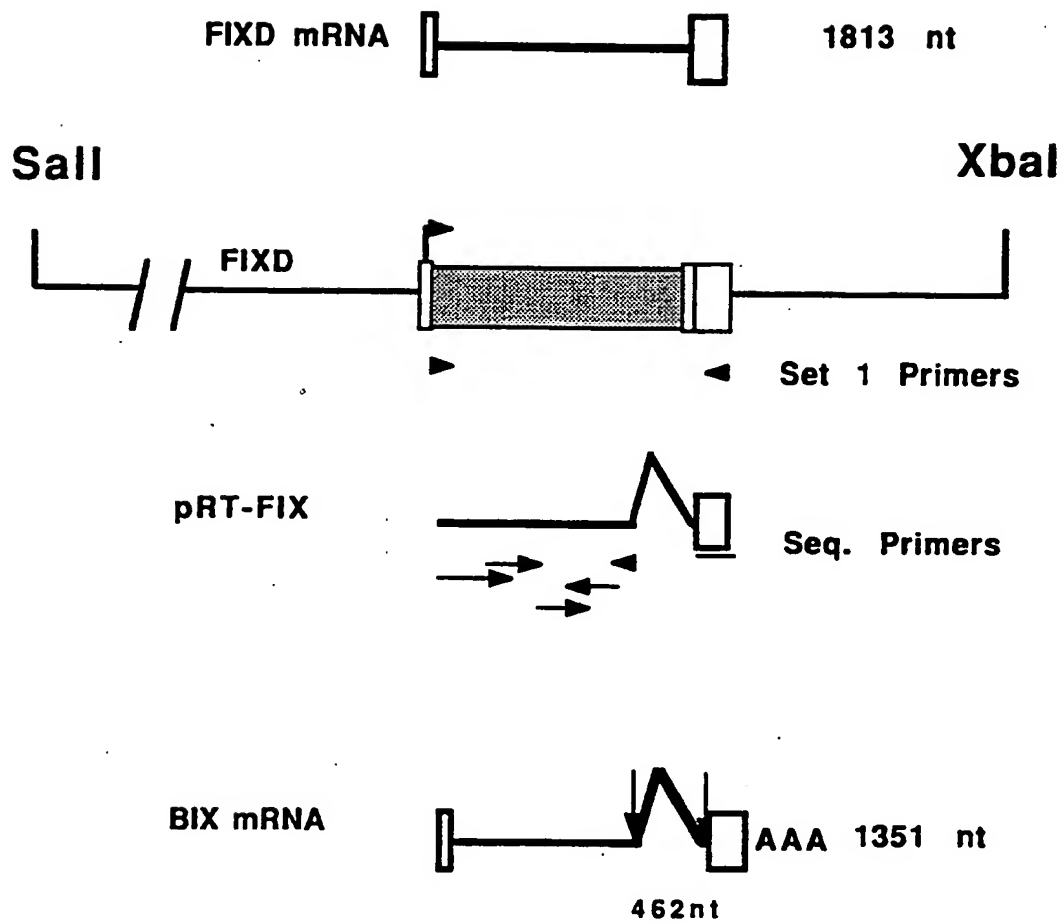 FIXD mRNA 1813 nt
SalI XbaI
FIXD
Set 1 Primers
pRT-FIX
Seq. Primers
BIX mRNA AAA 1351 nt
462nt